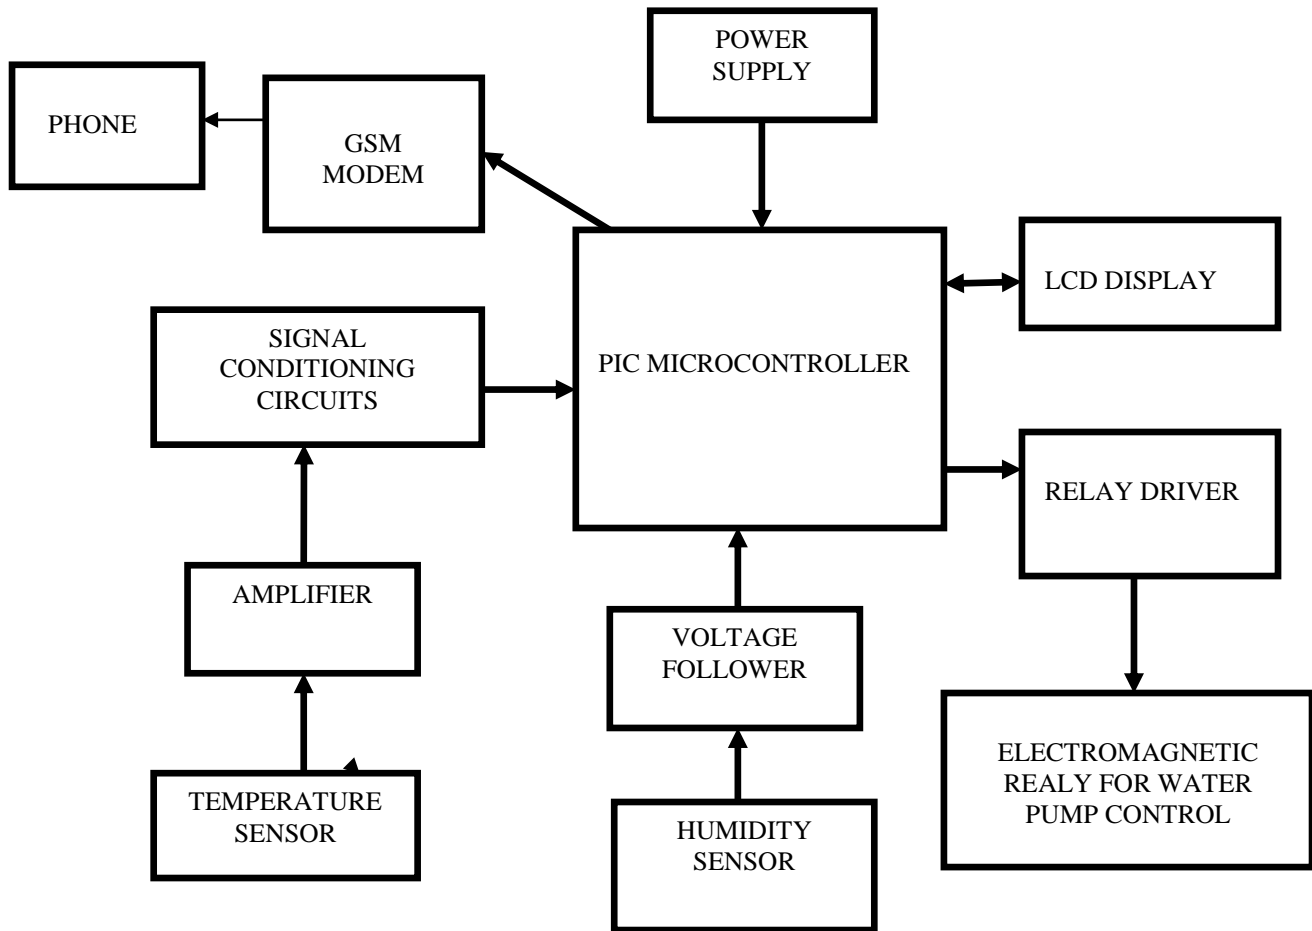 POWER
SUPPLY
PHONE
GSM
MODEM
LCD DISPLAY
SIGNAL
CONDITIONING
CIRCUITS
PIC MICROCONTROLLER
RELAY DRIVER
AMPLIFIER
VOLTAGE
FOLLOWER
ELECTROMAGNETIC
REALY FOR WATER
PUMP CONTROL
TEMPERATURE
SENSOR
HUMIDITY
SENSOR